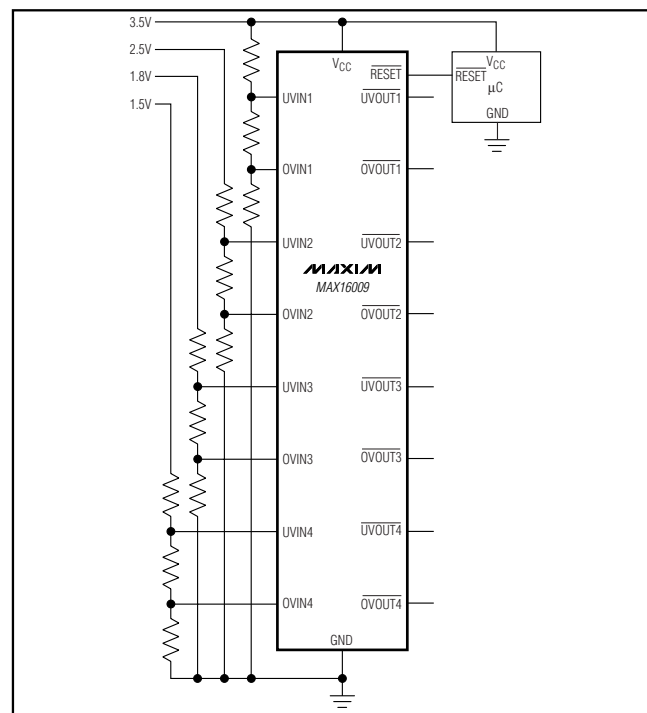 3.5V
2.5V
1.8V
1.5V
VCC
RESET
RESET
VCC
μC
GND
UVIN1
UVOUT1
OVIN1
OVOUT1
UVIN2
UVOUT2
MAXIM
MAX16009
OVIN2
OVOUT2
UVIN3
UVOUT3
OVIN3
OVOUT3
UVIN4
UVOUT4
OVIN4
OVOUT4
GND